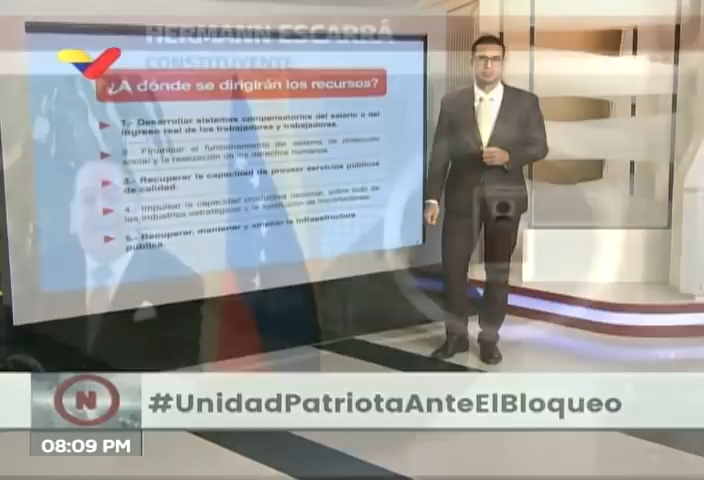 HERMANN ESCARRÁ
CONSTITUYENTE
¿A dónde se dirigirán los recursos?
1.- Desarrollar sistemas compensatorios del salario o del
ingreso real de los trabajadores y trabajadoras.
2.- Financiar el funcionamiento del sistema de protección
social y la realización de los derechos humanos.
3.- Recuperar la capacidad de proveer servicios públicos
de calidad.
4.- Impulsar la capacidad productiva nacional, sobre todo de
las industrias estratégicas y la sustitución de importaciones.
5.- Recuperar, mantener y ampliar la infraestructura
pública.
N
#UnidadPatriotaAnteElBloqueo
08:09 PM